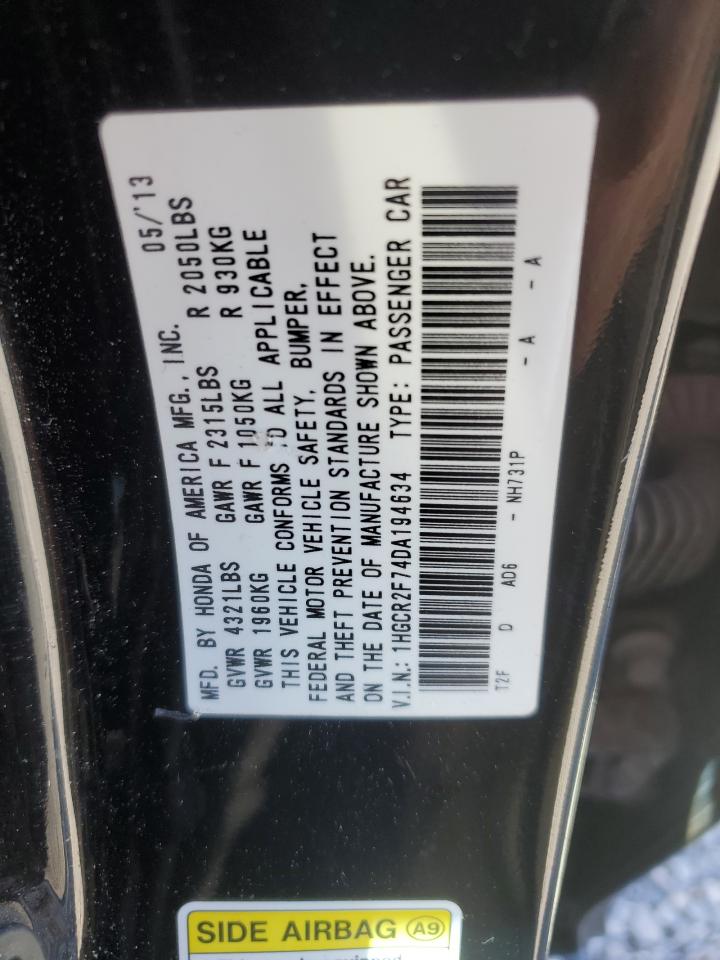 MFD. BY HONDA OF AMERICA MFG., INC. 05/'13
GVWR 4321LBS GAWR F 2315LBS R 2050LBS
GVWR 1960KG GAWR F 1050KG R 930KG
THIS VEHICLE CONFORMS TO ALL APPLICABLE
FEDERAL MOTOR VEHICLE SAFETY, BUMPER,
AND THEFT PREVENTION STANDARDS IN EFFECT
ON THE DATE OF MANUFACTURE SHOWN ABOVE.
V.I.N.: 1HGCR2F74DA194634 TYPE: PASSENGER CAR
T2F D AD6 - NH731P - A - A
SIDE AIRBAG A9